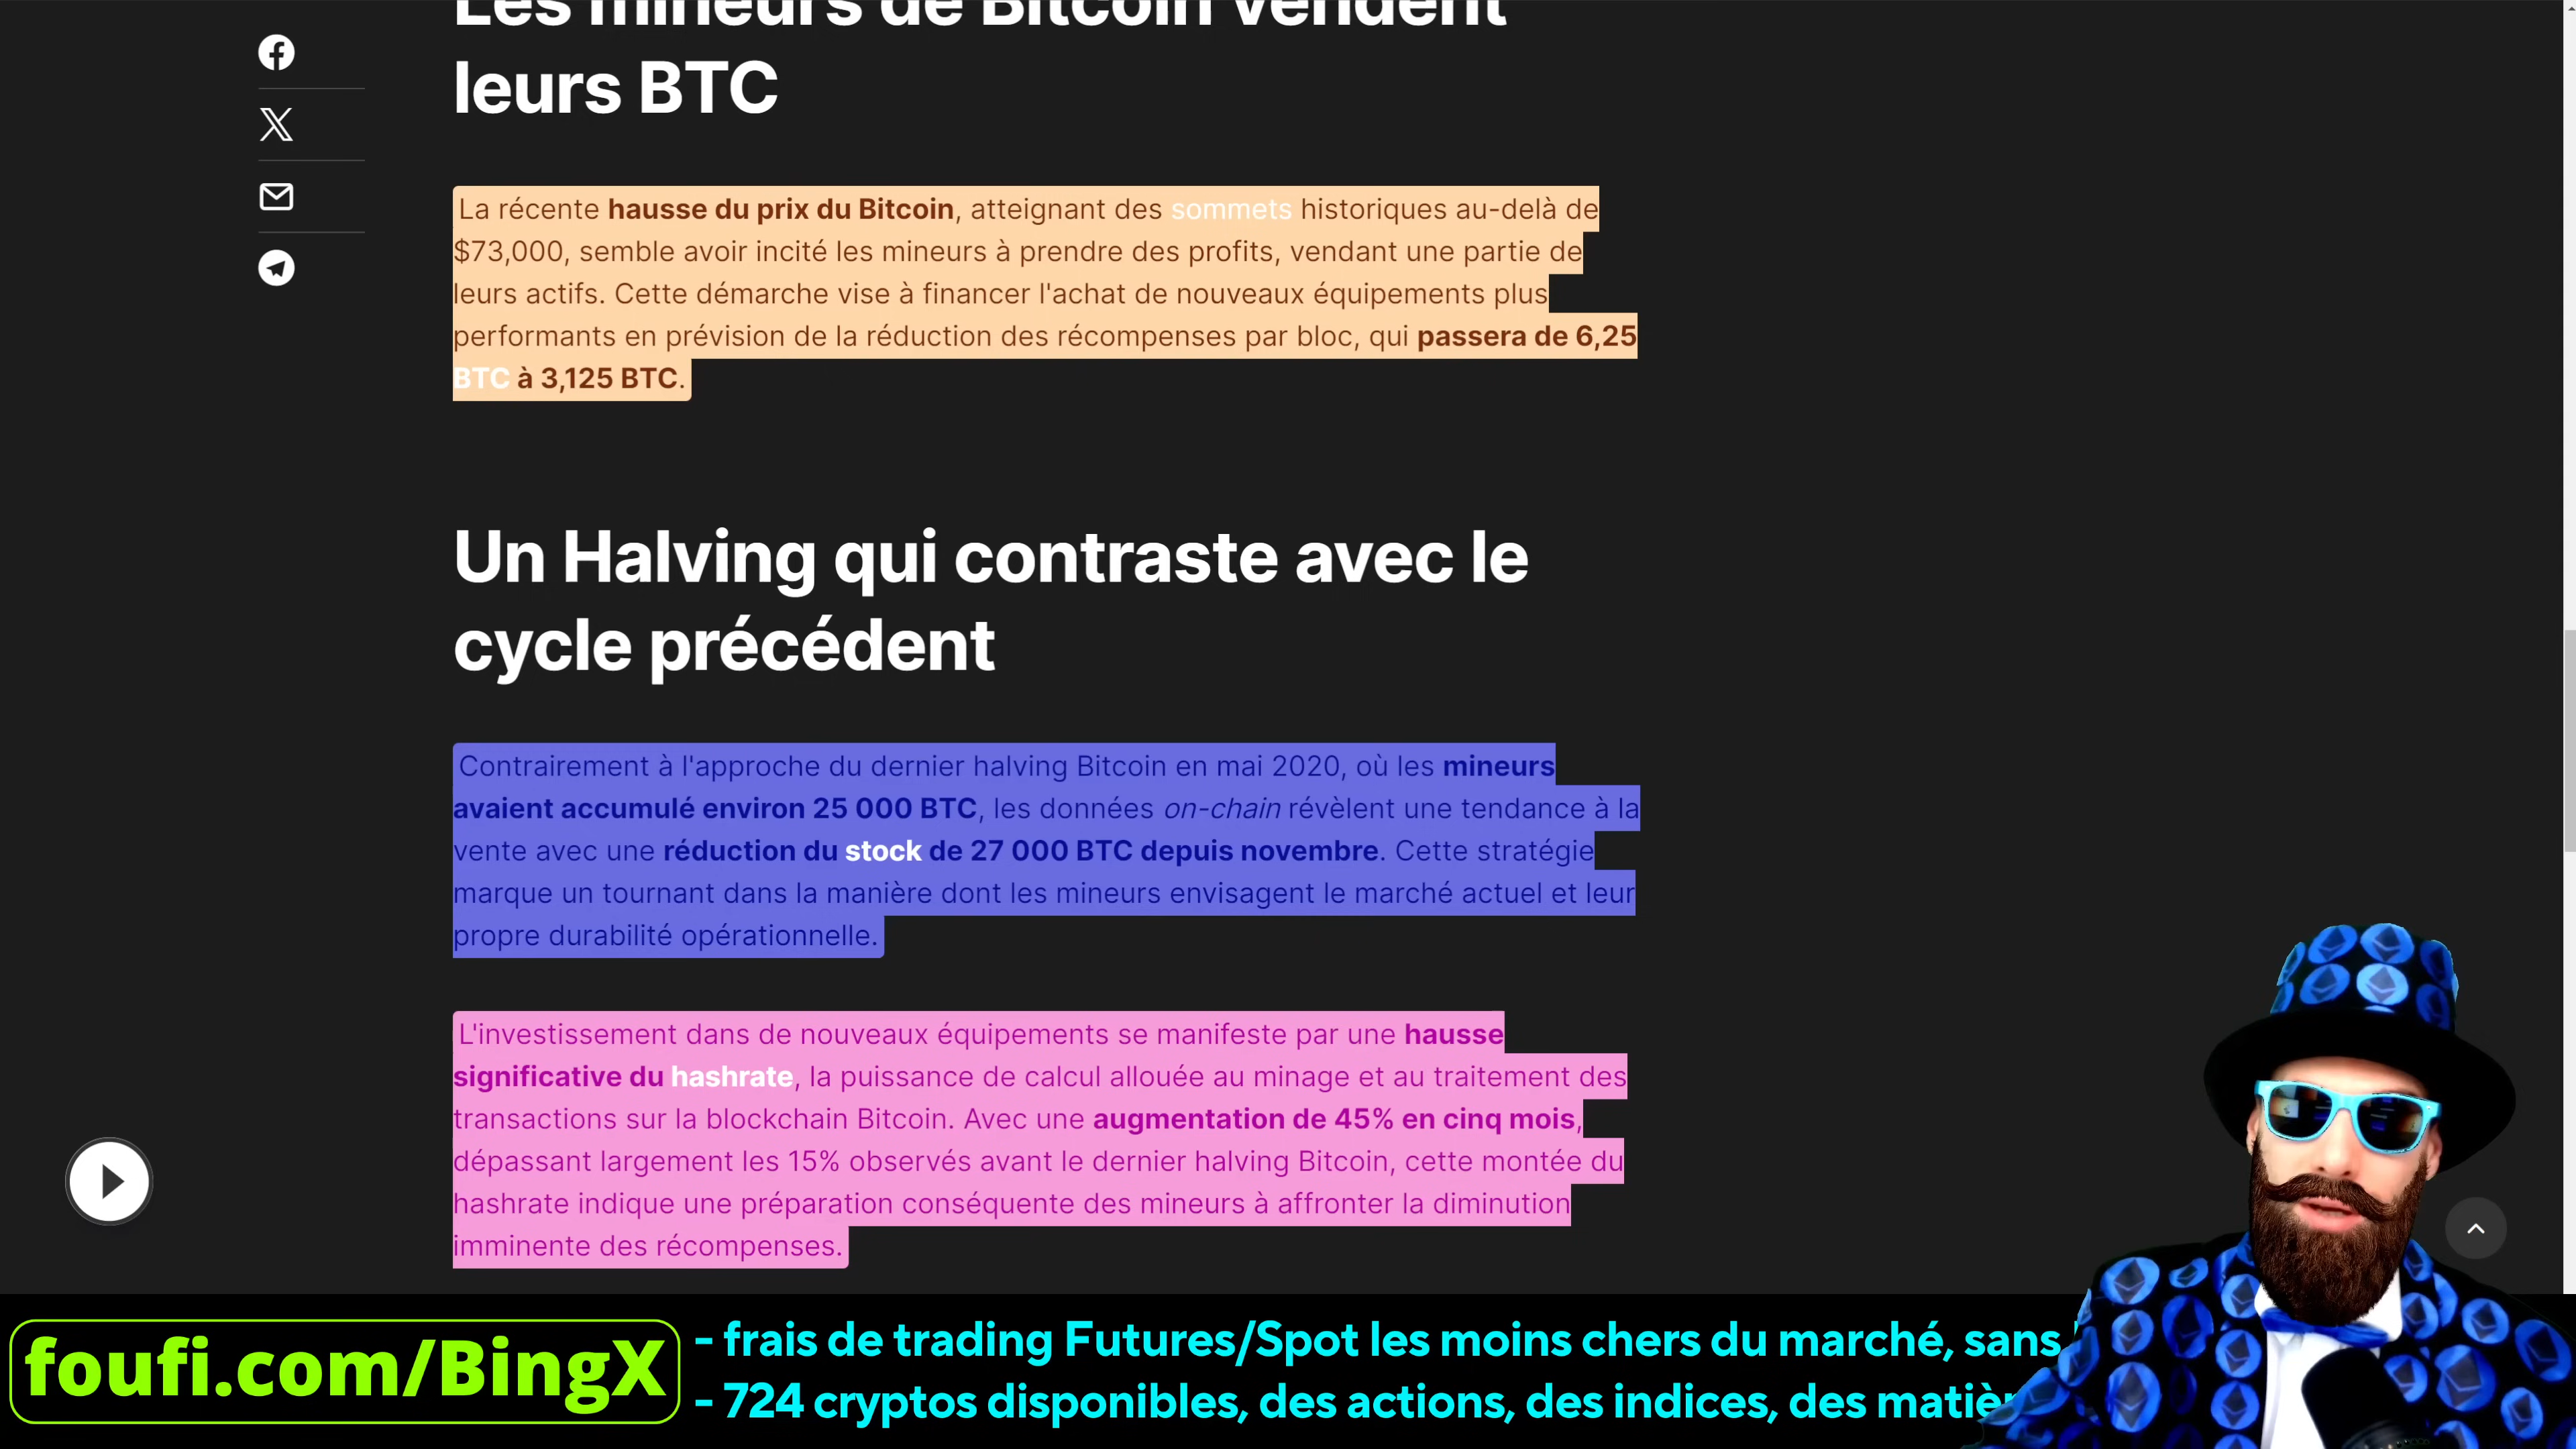 Les mineurs de Bitcoin vendent
leurs BTC
La récente hausse du prix du Bitcoin, atteignant des sommets historiques au-delà de
$73,000, semble avoir incité les mineurs à prendre des profits, vendant une partie de
leurs actifs. Cette démarche vise à financer l'achat de nouveaux équipements plus
performants en prévision de la réduction des récompenses par bloc, qui passera de 6,25
BTC à 3,125 BTC.
Un Halving qui contraste avec le
cycle précédent
Contrairement à l'approche du dernier halving Bitcoin en mai 2020, où les mineurs
avaient accumulé environ 25 000 BTC, les données on-chain révèlent une tendance à la
vente avec une réduction du stock de 27 000 BTC depuis novembre. Cette stratégie
marque un tournant dans la manière dont les mineurs envisagent le marché actuel et leur
propre durabilité opérationnelle.
L'investissement dans de nouveaux équipements se manifeste par une hausse
significative du hashrate, la puissance de calcul allouée au minage et au traitement des
transactions sur la blockchain Bitcoin. Avec une augmentation de 45% en cinq mois,
dépassant largement les 15% observés avant le dernier halving Bitcoin, cette montée du
hashrate indique une préparation conséquente des mineurs à affronter la diminution
imminente des récompenses.
foufi.com/BingX
- frais de trading Futures/Spot les moins chers du marché, sans
- 724 cryptos disponibles, des actions, des indices, des